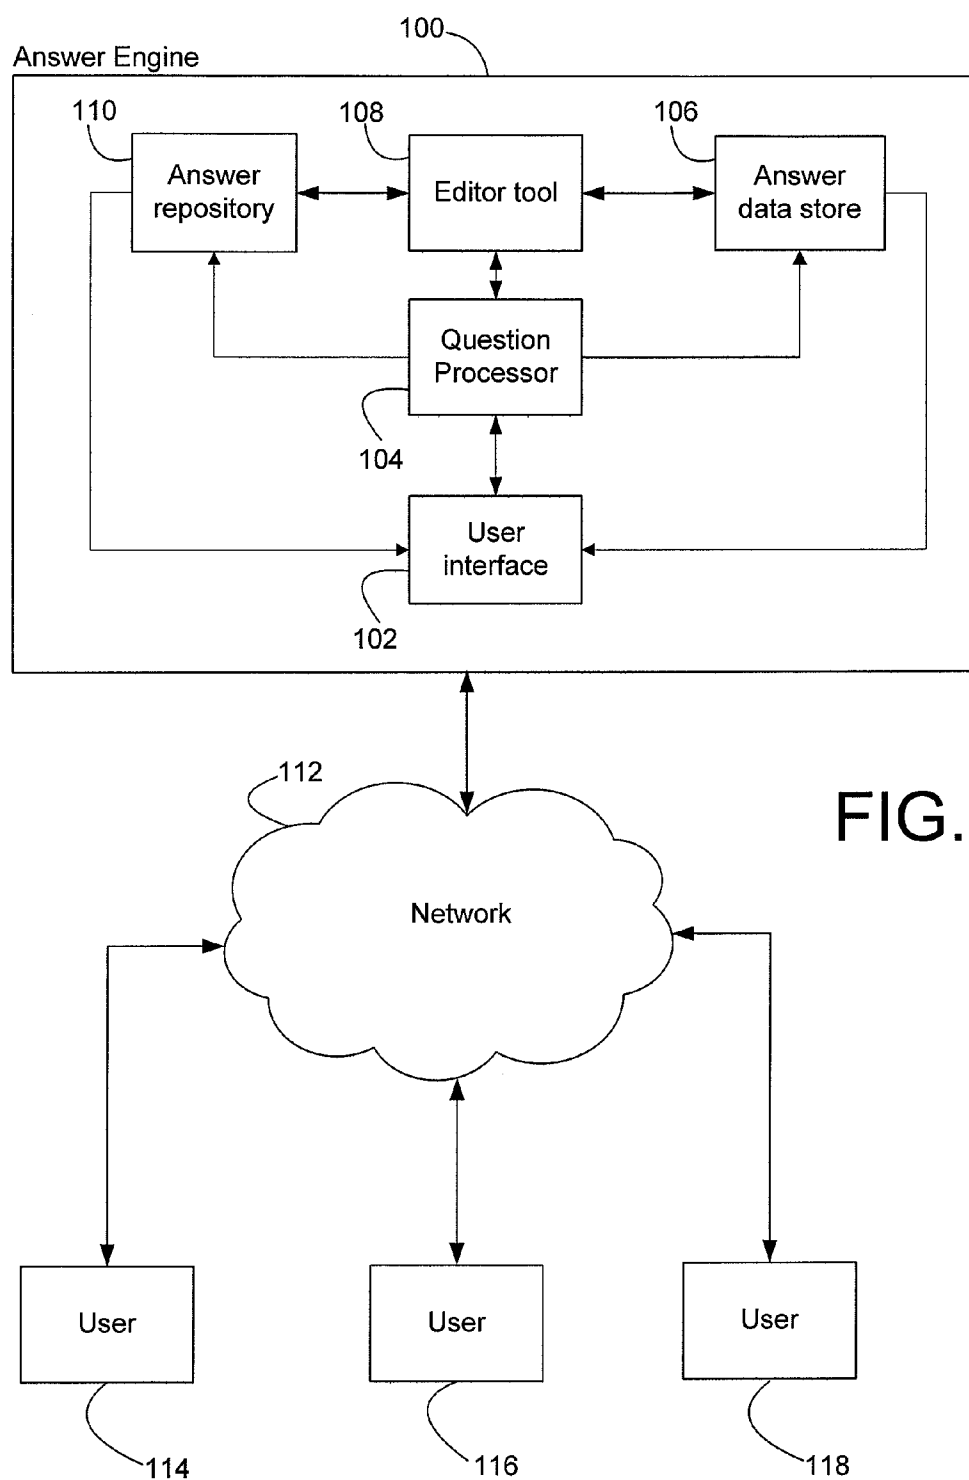 100
Answer Engine
110
108
106
Answer
repository
Editor tool
Answer
data store
Question
Processor
104
User
interface
102
112
FIG.
Network
User
User
User
114
116
118